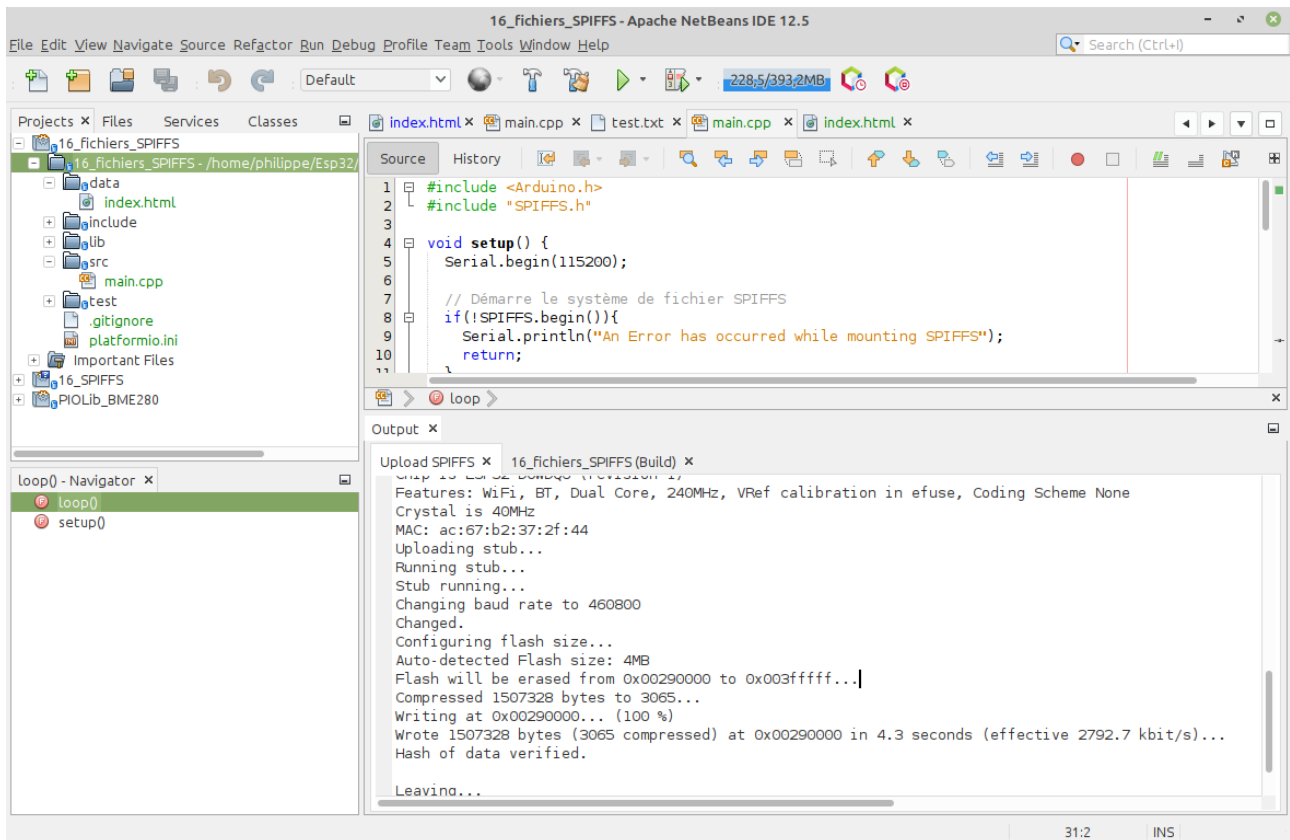 16_fichiers_SPIFFS - Apache NetBeans IDE 12.5
File Edit View Navigate Source Refactor Run Debug Profile Team Tools Window Help
Search (Ctrl+I)
Default
228,5/393,2MB
Projects Files Services Classes
16_fichiers_SPIFFS
16_fichiers_SPIFFS - /home/philippe/Esp32/
data
index.html
include
lib
src
main.cpp
test
.gitignore
platformio.ini
Important Files
16_SPIFFS
PIOLib_BME280
loop() - Navigator
loop()
setup()
index.html main.cpp test.txt main.cpp index.html
Source History
1 #include <Arduino.h>
2 #include "SPIFFS.h"
3
4 void setup() {
5 Serial.begin(115200);
6
7 // Démarre le système de fichier SPIFFS
8 if(!SPIFFS.begin()){
9 Serial.println("An Error has occurred while mounting SPIFFS");
10 return;
11 }
loop
Output
Upload SPIFFS 16_fichiers_SPIFFS (Build)
Features: WiFi, BT, Dual Core, 240MHz, VRef calibration in efuse, Coding Scheme None
Crystal is 40MHz
MAC: ac:67:b2:37:2f:44
Uploading stub...
Running stub...
Stub running...
Changing baud rate to 460800
Changed.
Configuring flash size...
Auto-detected Flash size: 4MB
Flash will be erased from 0x00290000 to 0x003fffff...
Compressed 1507328 bytes to 3065...
Writing at 0x00290000... (100 %)
Wrote 1507328 bytes (3065 compressed) at 0x00290000 in 4.3 seconds (effective 2792.7 kbit/s)...
Hash of data verified.
Leaving...
31:2 INS